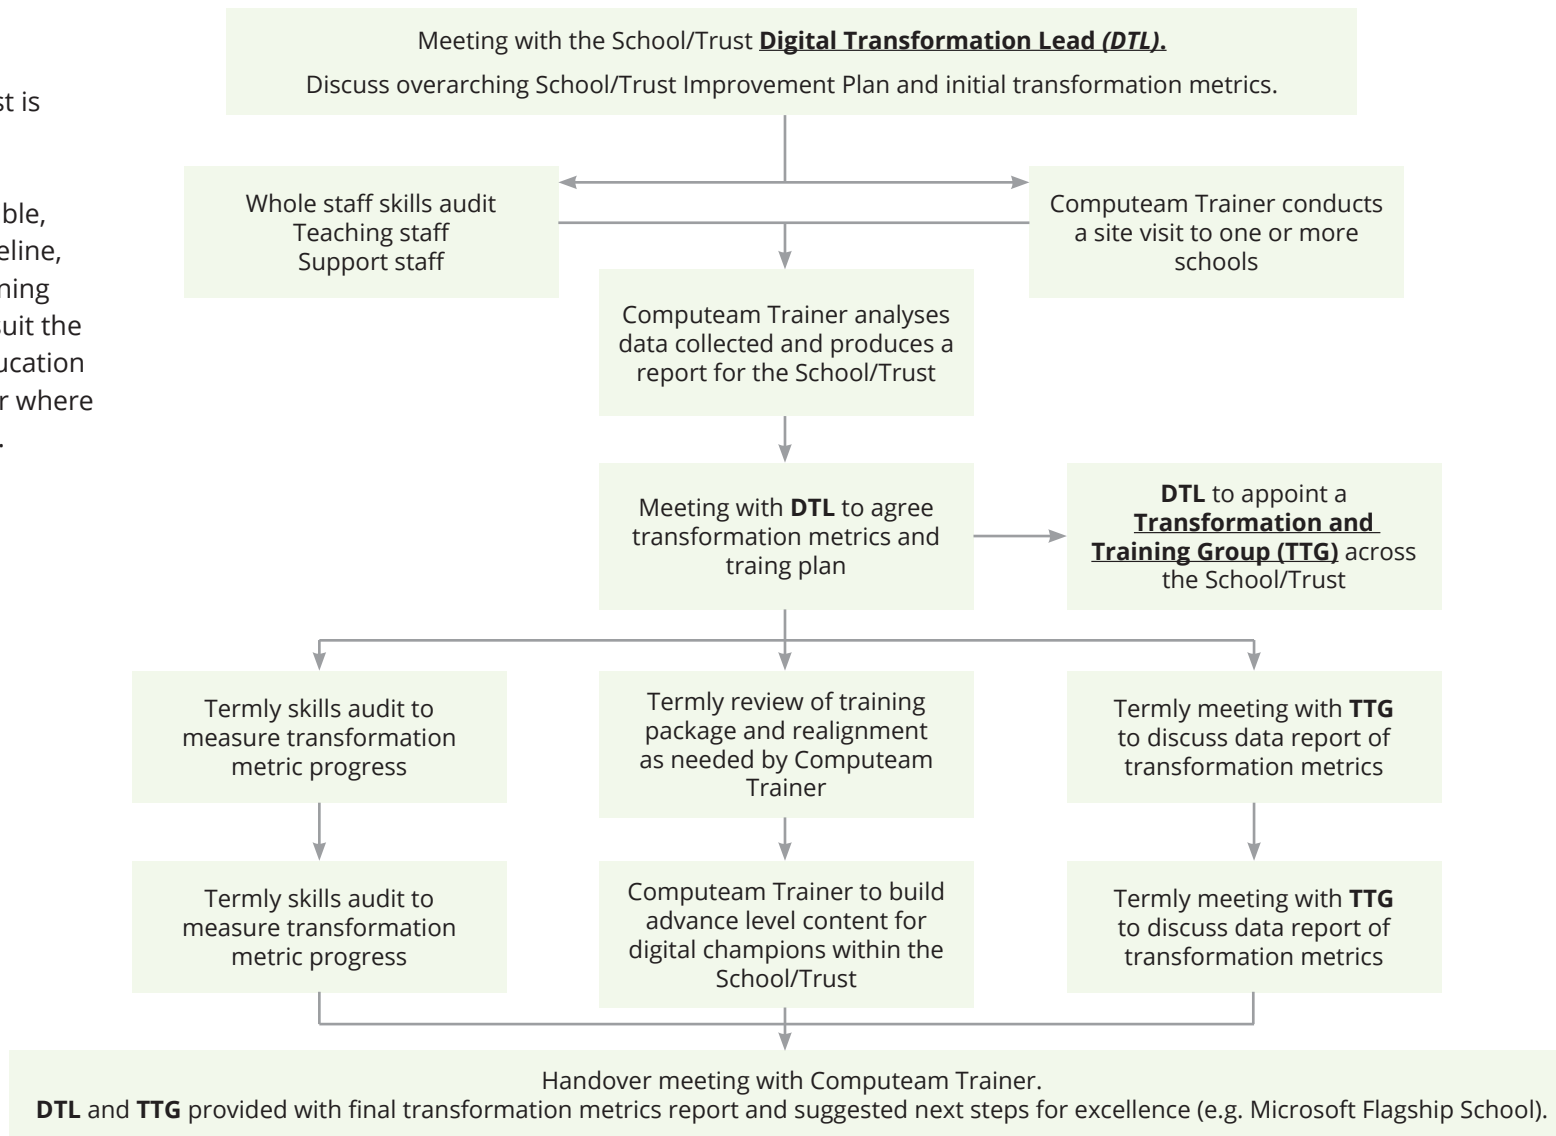 st is
ble,
eline,
ning
suit the
ucation
r where
.
Meeting with the School/Trust Digital Transformation Lead (DTL).
Discuss overarching School/Trust Improvement Plan and initial transformation metrics.
Whole staff skills audit
Teaching staff
Support staff
Computeam Trainer conducts
a site visit to one or more
schools
Computeam Trainer analyses
data collected and produces a
report for the School/Trust
Meeting with DTL to agree
transformation metrics and
traing plan
DTL to appoint a
Transformation and
Training Group (TTG) across
the School/Trust
Termly skills audit to
measure transformation
metric progress
Termly review of training
package and realignment
as needed by Computeam
Trainer
Termly meeting with TTG
to discuss data report of
transformation metrics
Termly skills audit to
measure transformation
metric progress
Computeam Trainer to build
advance level content for
digital champions within the
School/Trust
Termly meeting with TTG
to discuss data report of
transformation metrics
Handover meeting with Computeam Trainer.
DTL and TTG provided with final transformation metrics report and suggested next steps for excellence (e.g. Microsoft Flagship School).